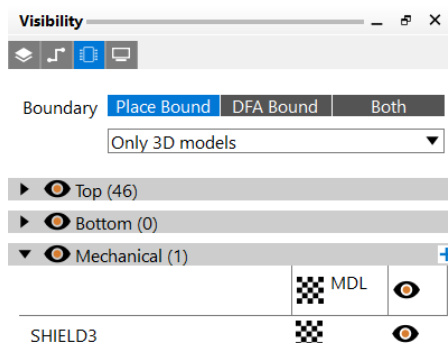 Visibility
Boundary Place Bound DFA Bound Both
Only 3D models
Top (46)
Bottom (0)
Mechanical (1)
MDL
SHIELD3